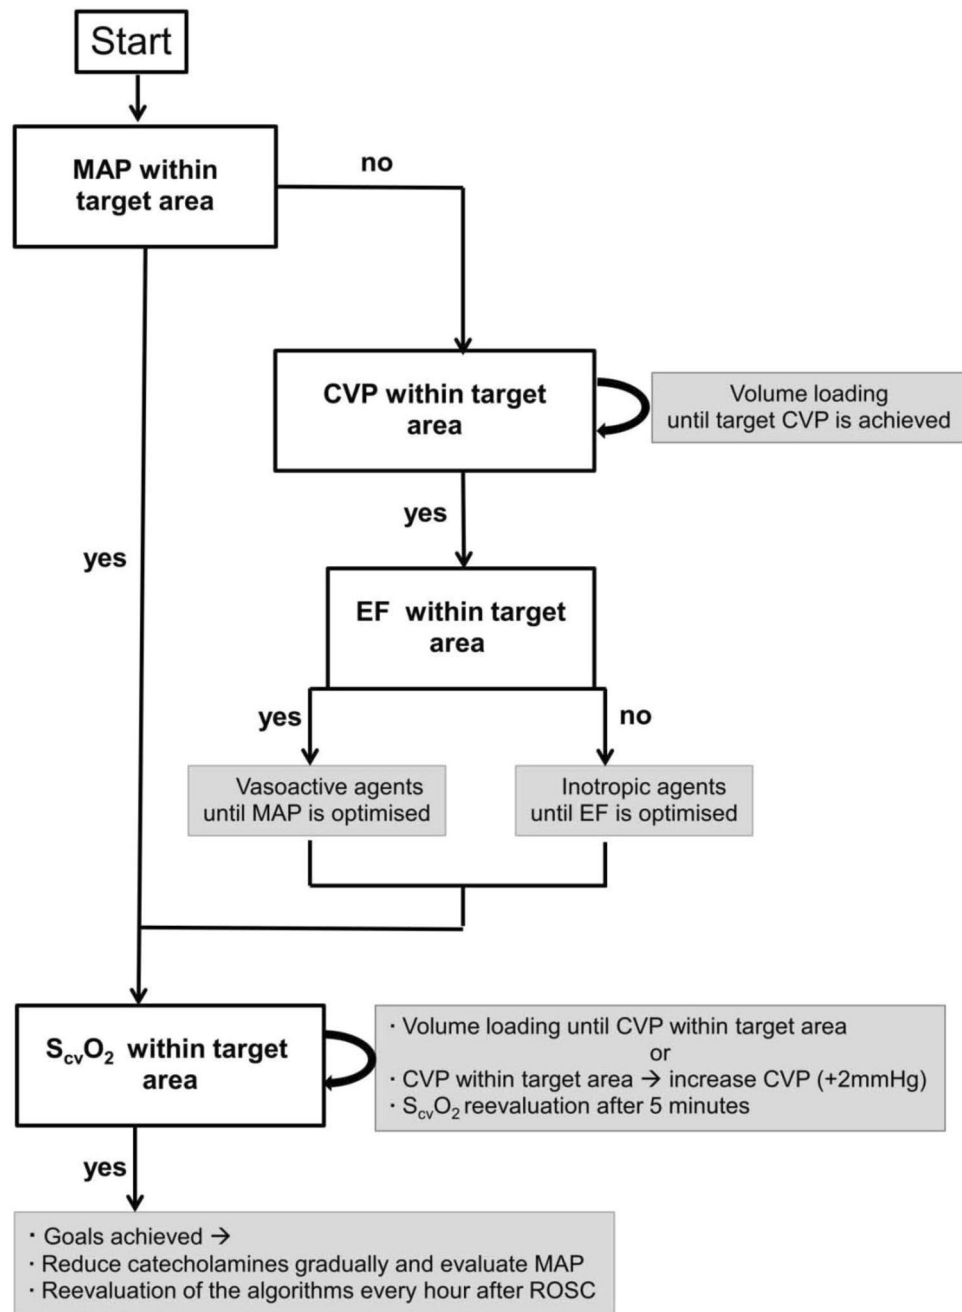 Start
MAP within
target area
no
CVP within target
area
Volume loading
until target CVP is achieved
yes
yes
EF within target
area
yes
no
Vasoactive agents
until MAP is optimised
Inotropic agents
until EF is optimised
ScvO2 within target
area
· Volume loading until CVP within target area
or
· CVP within target area → increase CVP (+2mmHg)
· ScvO2 reevaluation after 5 minutes
yes
· Goals achieved →
· Reduce catecholamines gradually and evaluate MAP
· Reevaluation of the algorithms every hour after ROSC